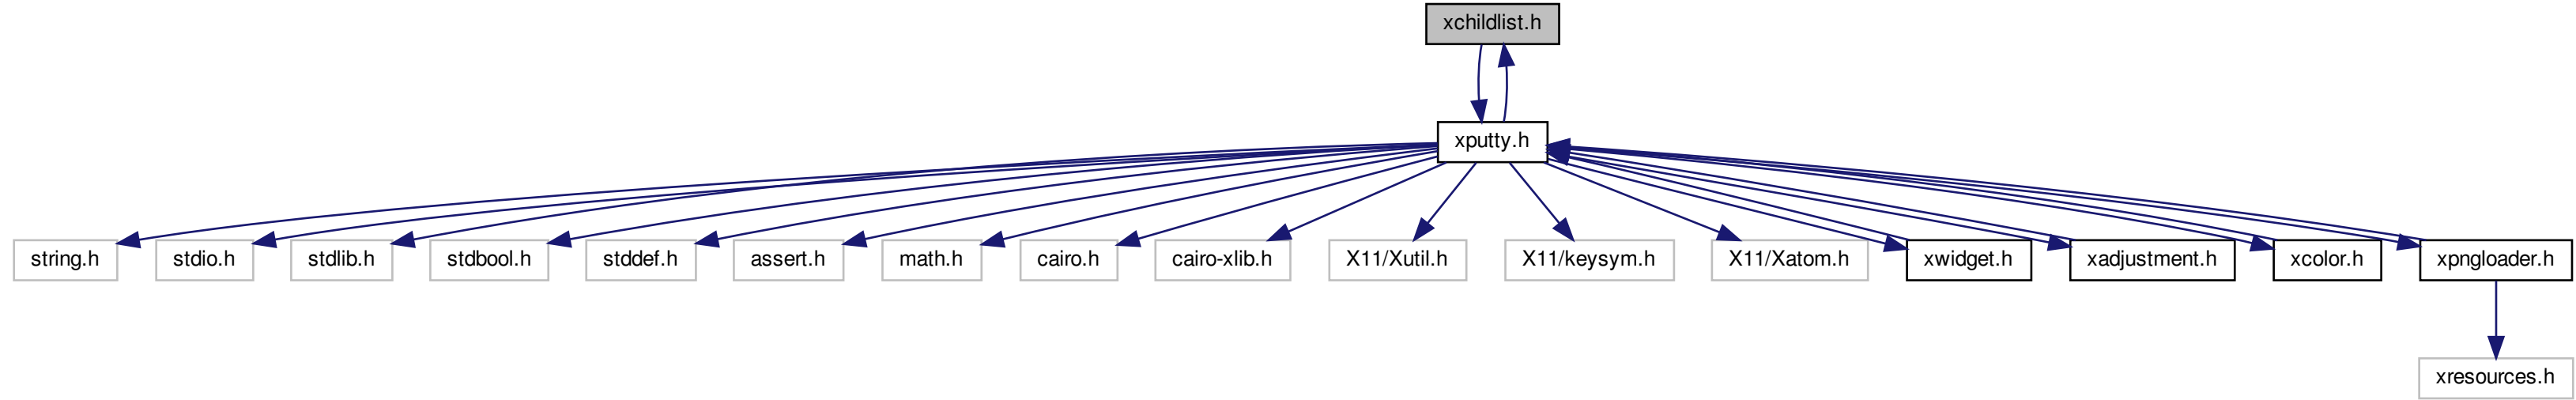 xchildlist.h
xputty.h
string.h
stdio.h
stdlib.h
stdbool.h
stddef.h
assert.h
math.h
cairo.h
cairo-xlib.h
X11/Xutil.h
X11/keysym.h
X11/Xatom.h
xwidget.h
xadjustment.h
xcolor.h
xpngloader.h
xresources.h